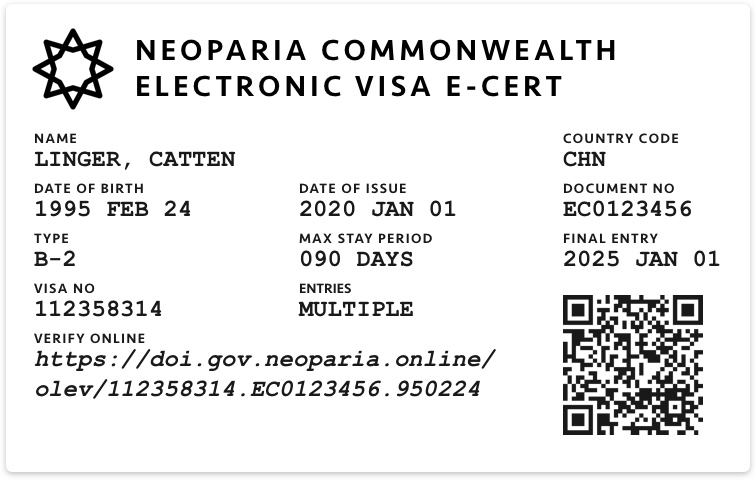 NEOPARIA COMMONWEALTH
ELECTRONIC VISA E-CERT
NAME
LINGER, CATTEN
COUNTRY CODE
CHN
DATE OF BIRTH
1995 FEB 24
DATE OF ISSUE
2020 JAN 01
DOCUMENT NO
EC0123456
TYPE
B-2
MAX STAY PERIOD
090 DAYS
FINAL ENTRY
2025 JAN 01
VISA NO
112358314
ENTRIES
MULTIPLE
VERIFY ONLINE
https://doi.gov.neoparia.online/
olev/112358314.EC0123456.950224